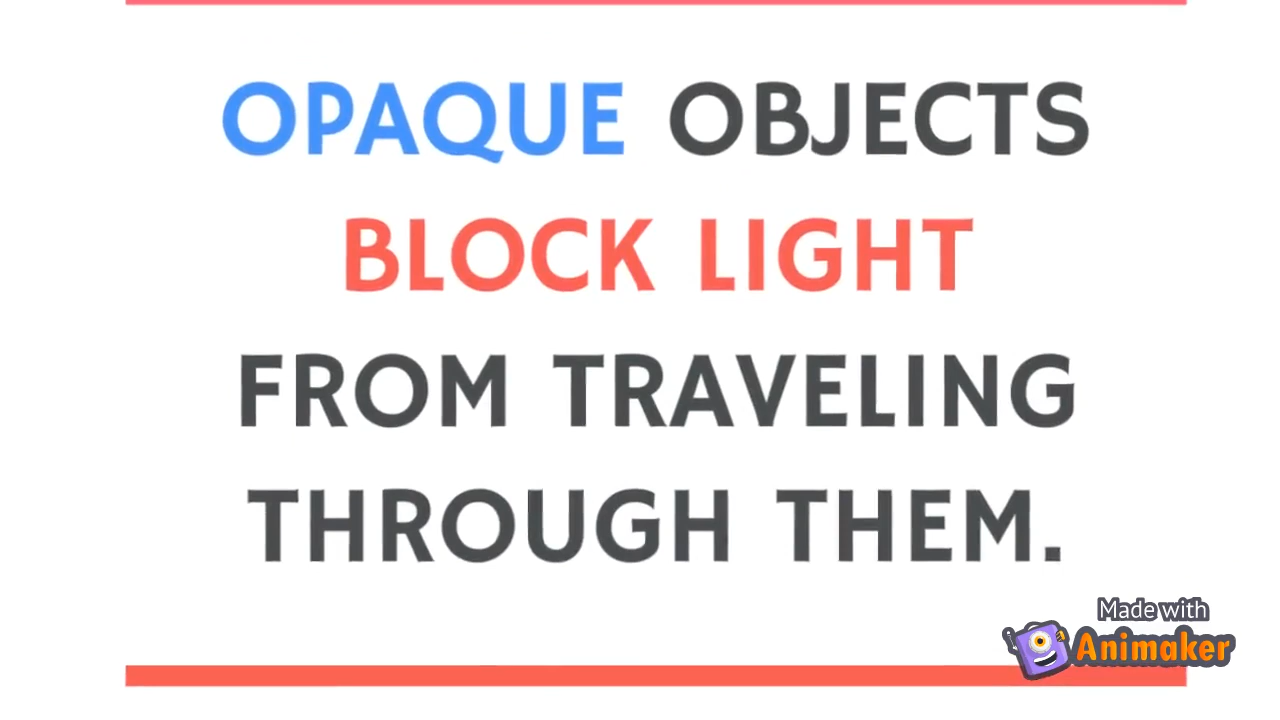 OPAQUE OBJECTS
BLOCK LIGHT
FROM TRAVELING
THROUGH THEM.
Made with
Animaker